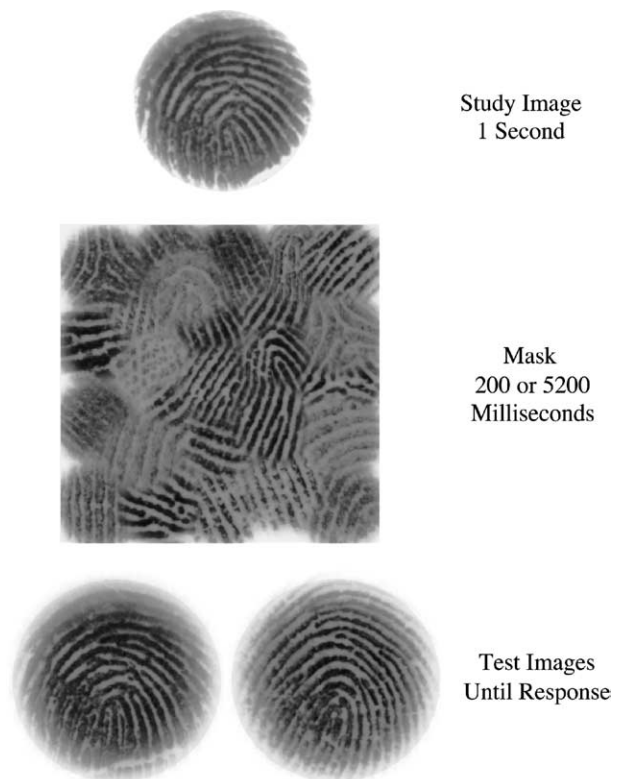 Study Image
1 Second
Mask
200 or 5200
Milliseconds
Test Images
Until Response